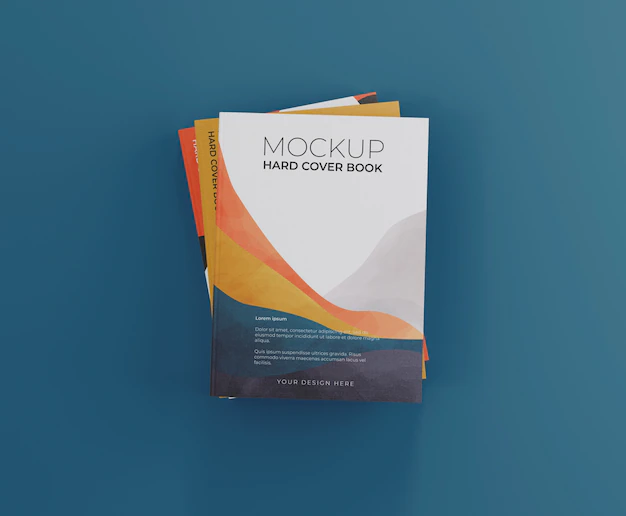 MOCKUP
HARD COVER BOOK
Lorem ipsum
Dolor sit amet, consectetur adipiscing elit, sed
do eiusmod incididunt ut labore et dolore magna
aliqua.
Quis ipsum suspendisse ultrices gravida. Risus
commodo viverra maecenas accumsan lacus vel
facilisis.
YOUR DESIGN HERE
HARD COVER